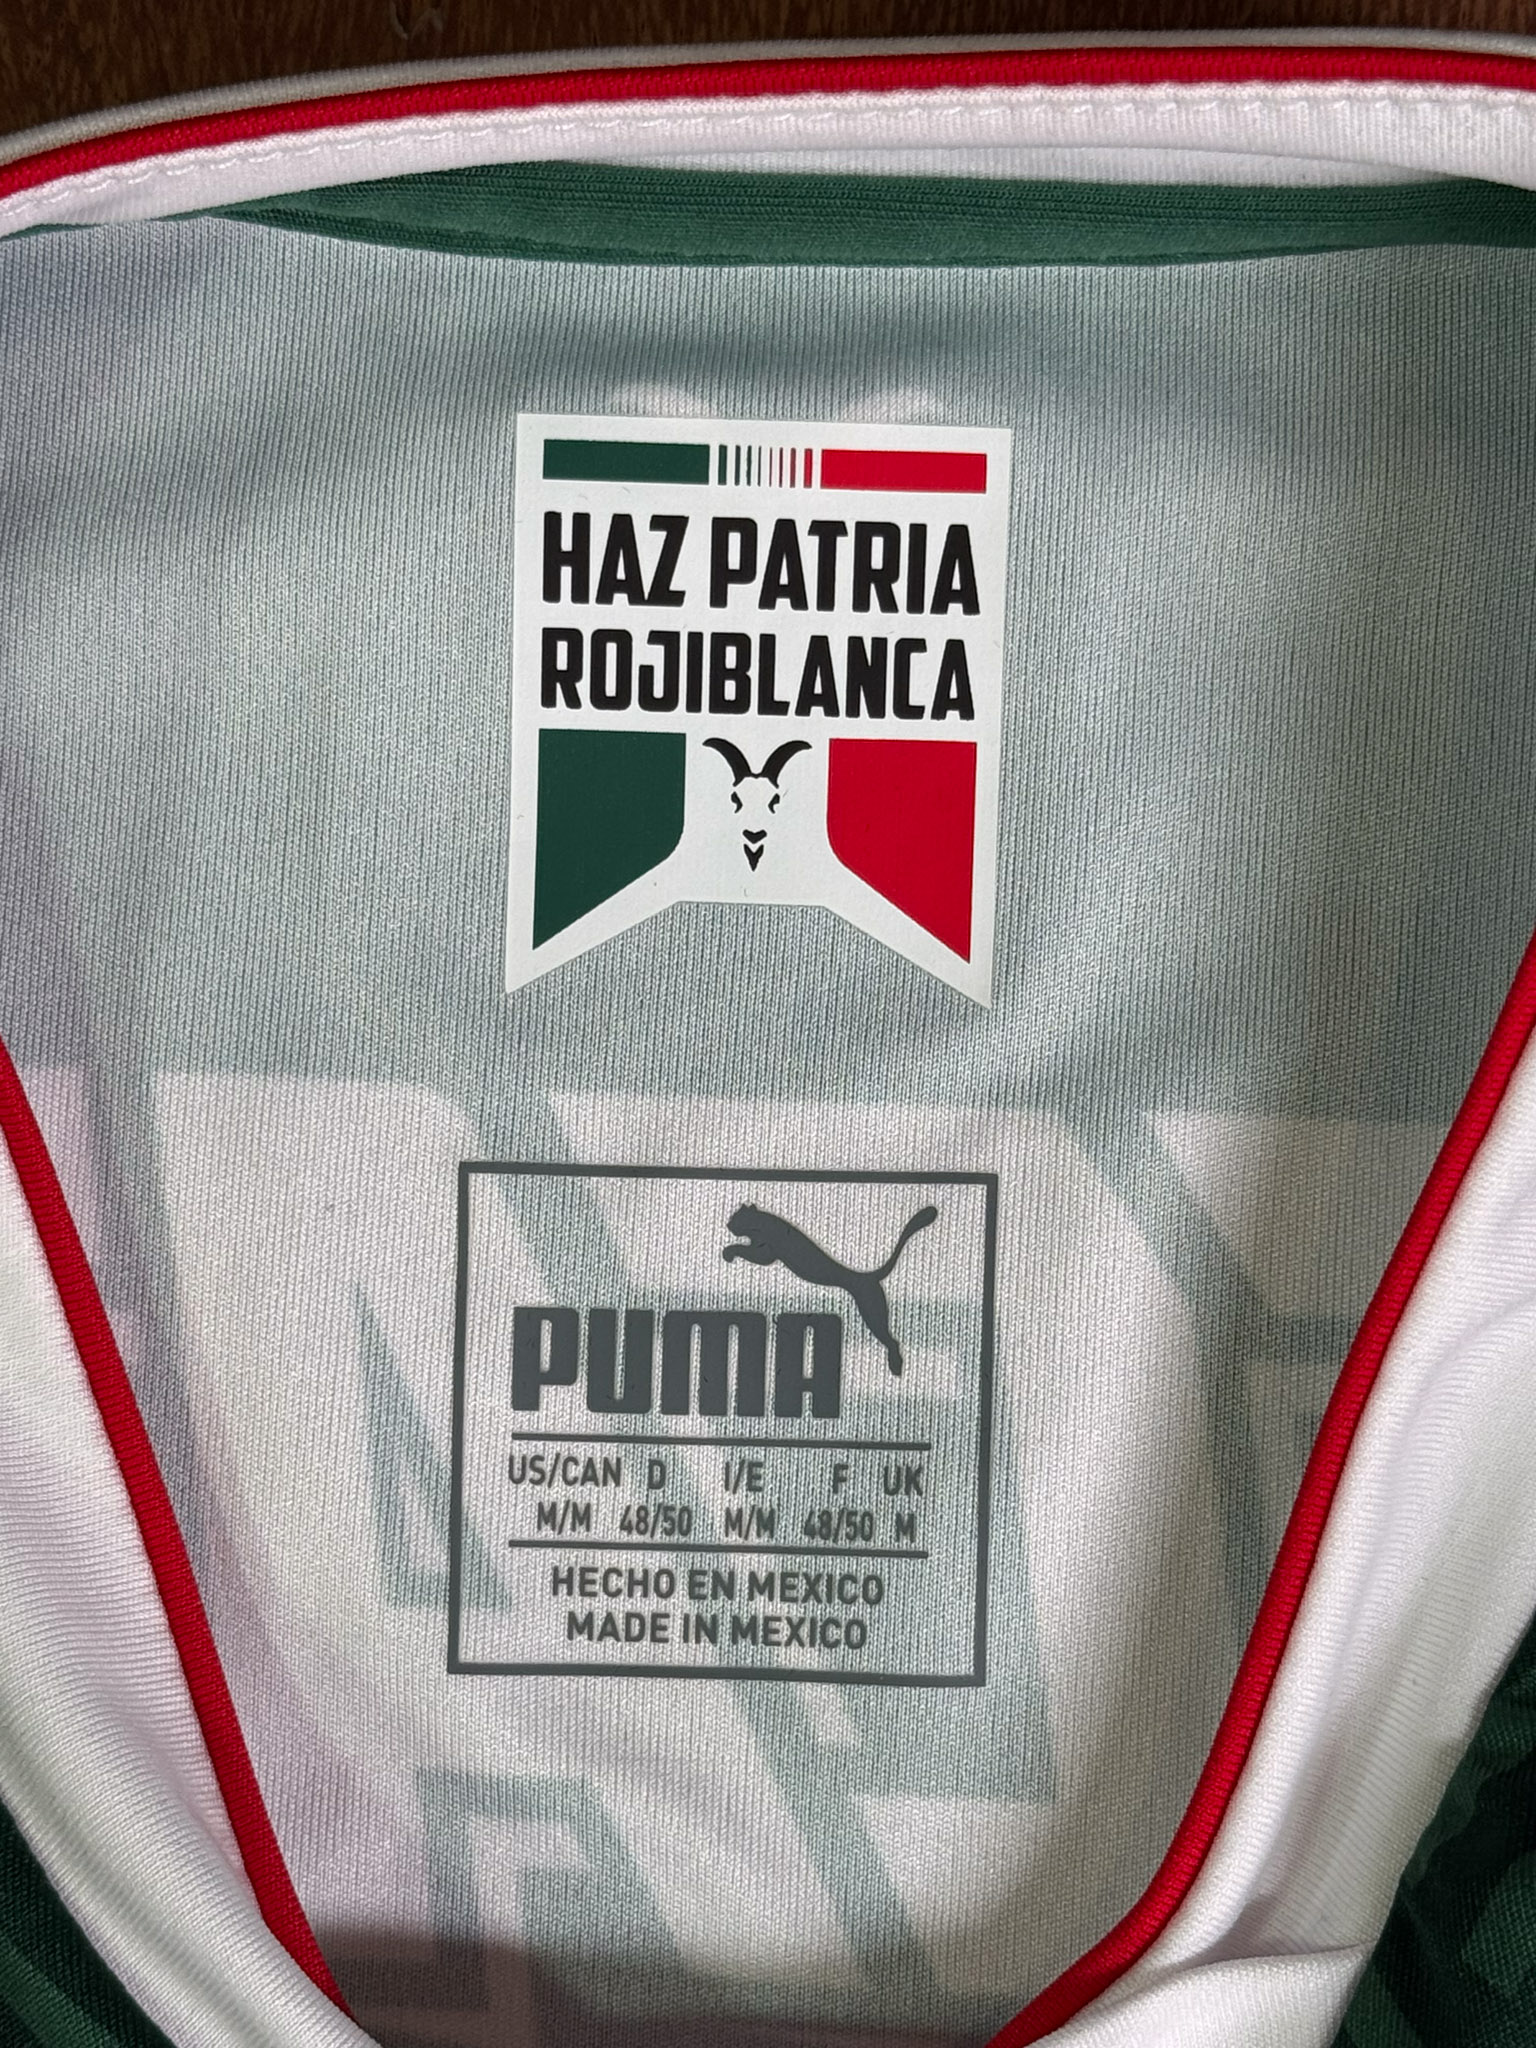 HAZ PATRIA
ROJIBLANCA
PUMA
US/CAN D I/E F UK
M/M 48/50 M/M 48/50 M
HECHO EN MEXICO
MADE IN MEXICO